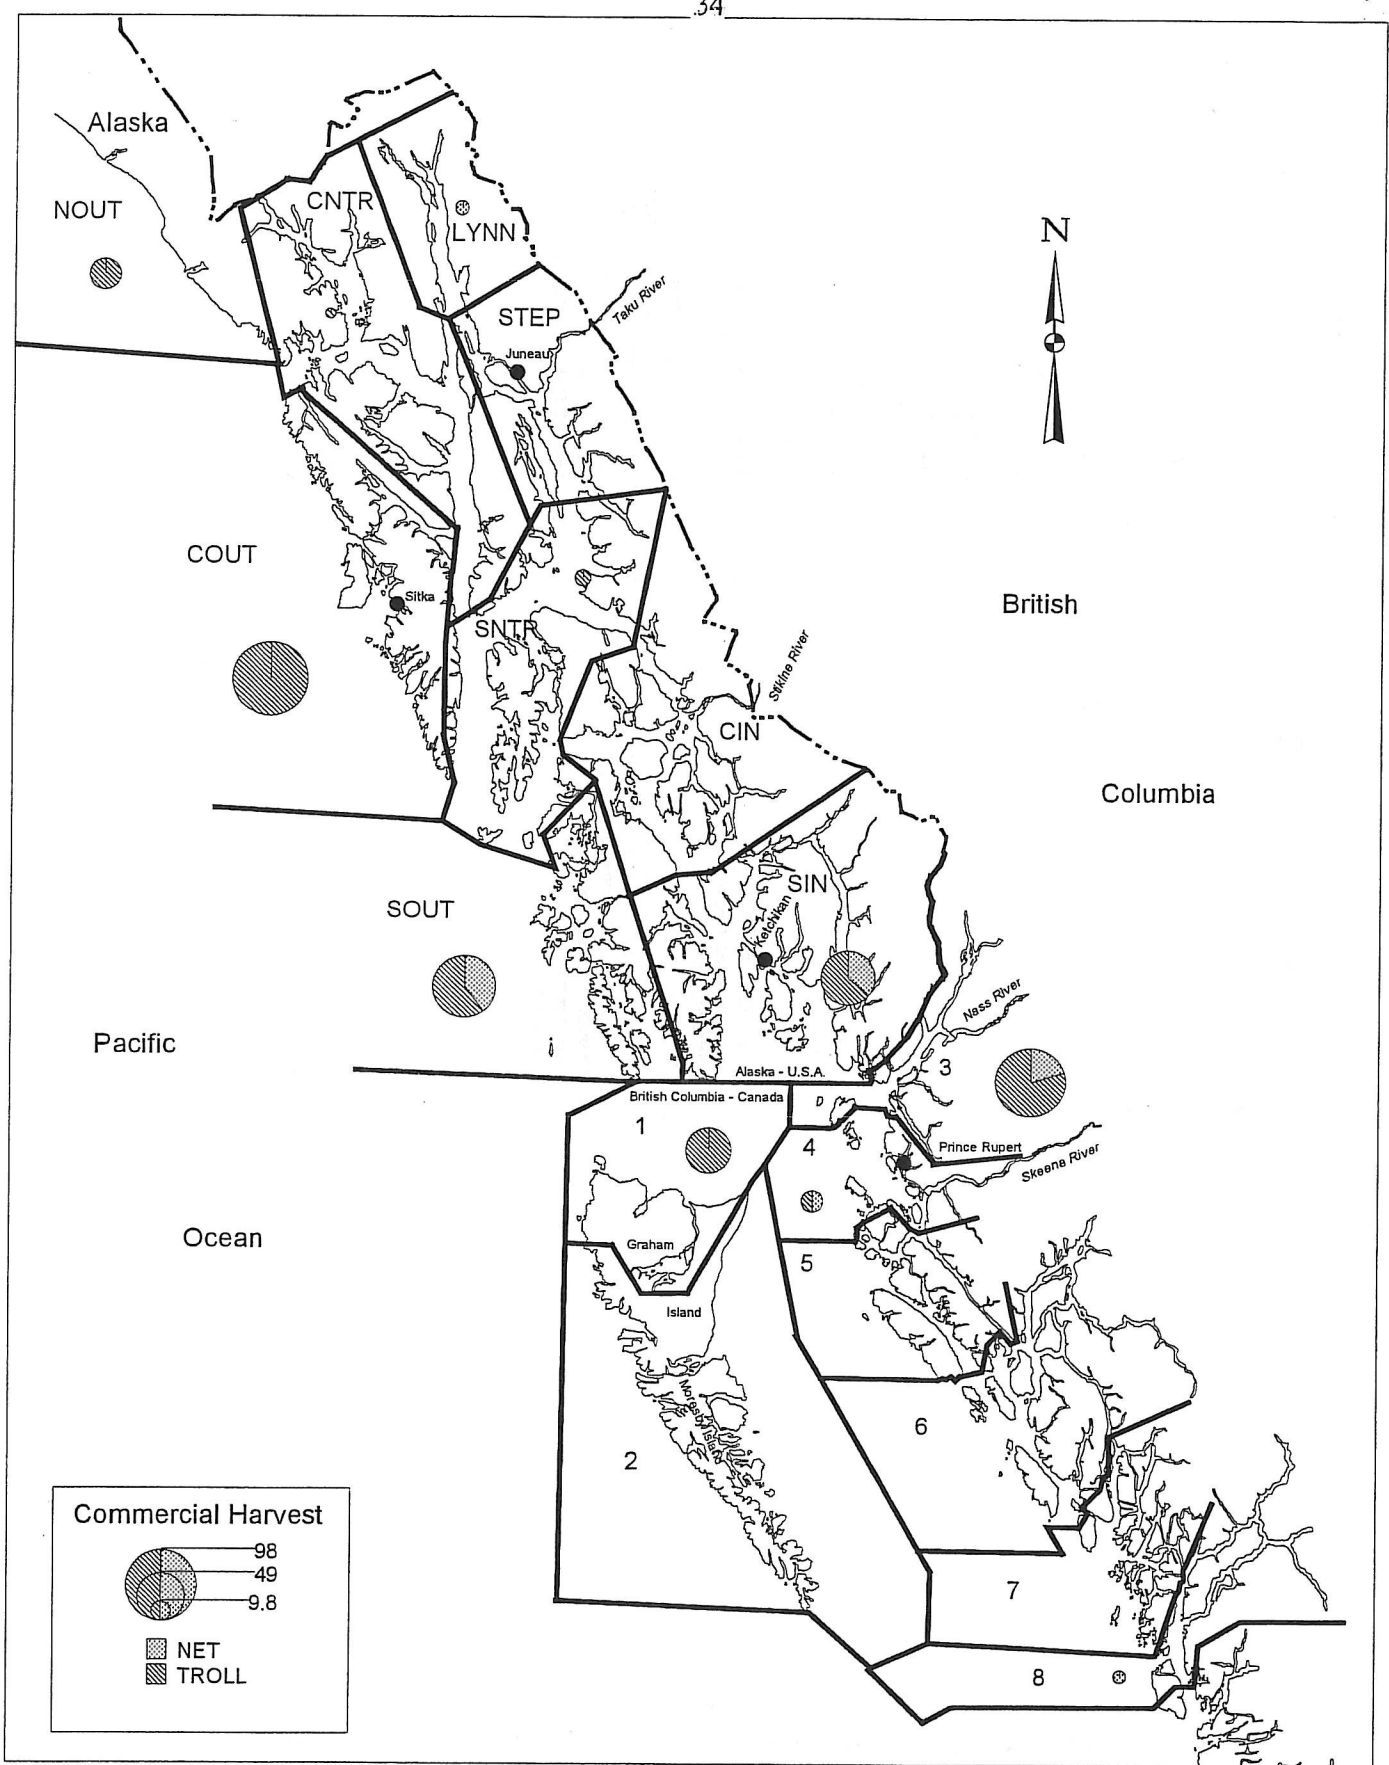 .34
Alaska
NOUT
CNTR
LYNN
N
STEP
Taku River
Juneau
COUT
Sitka
British
SNTR
Stikine River
CIN
Columbia
SIN
SOUT
Ketchikan
Nass River
Pacific
3
Alaska - U.S.A.
British Columbia - Canada
1
4
Prince Rupert
Skeena River
Ocean
Graham
5
Island
Moresby Island
6
2
Commercial Harvest
98
49
9.8
7
NET
TROLL
8